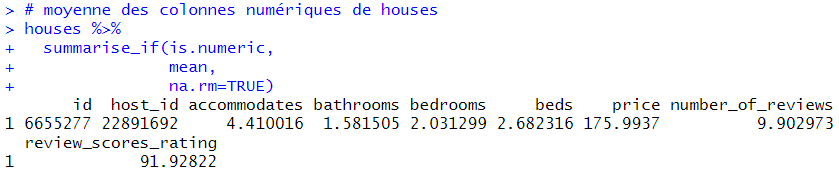 > # moyenne des colonnes numériques de houses
> houses %>%
+   summarise_if(is.numeric,
+                mean,
+                na.rm=TRUE)
       id  host_id accommodates bathrooms bedrooms     beds    price number_of_reviews
1 6655277 22891692     4.410016  1.581505 2.031299 2.682316 175.9937          9.902973
  review_scores_rating
1             91.92822